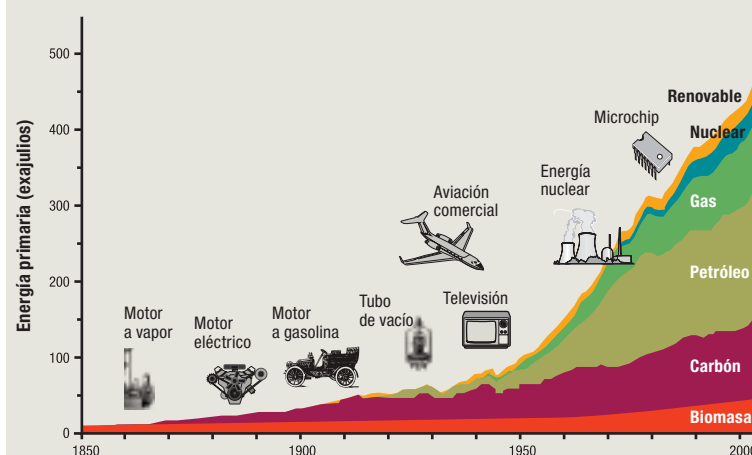 Energía primaria (exajulios)
500
400
300
200
100
0
1850
1900
1950
2000
Motor
a vapor
Motor
eléctrico
Motor
a gasolina
Tubo
de vacío
Aviación
comercial
Televisión
Energía
nuclear
Microchip
Renovable
Nuclear
Gas
Petróleo
Carbón
Biomasa